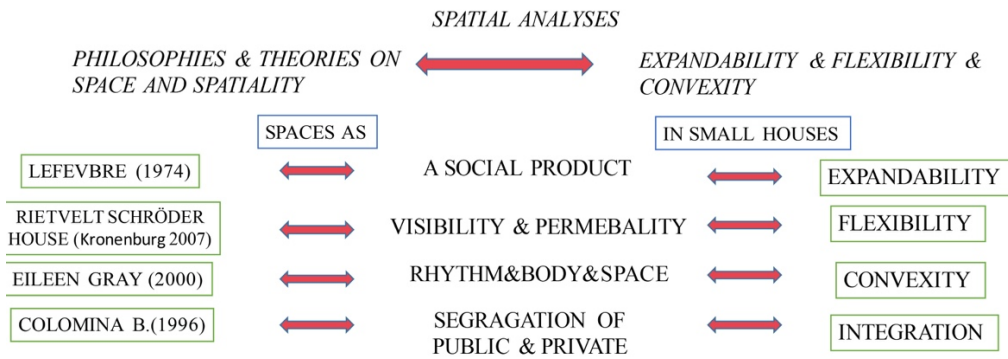 SPATIAL ANALYSES
PHILOSOPHIES & THEORIES ON
SPACE AND SPATIALITY
EXPANDABILITY & FLEXIBILITY &
CONVEXITY
SPACES AS
IN SMALL HOUSES
LEFEVBRE (1974)
A SOCIAL PRODUCT
EXPANDABILITY
RIETVELT SCHRÖDER
HOUSE (Kronenburg 2007)
VISIBILITY & PERMEBALITY
FLEXIBILITY
EILEEN GRAY (2000)
RHYTHM&BODY&SPACE
CONVEXITY
COLOMINA B.(1996)
SEGRAGATION OF
PUBLIC & PRIVATE
INTEGRATION